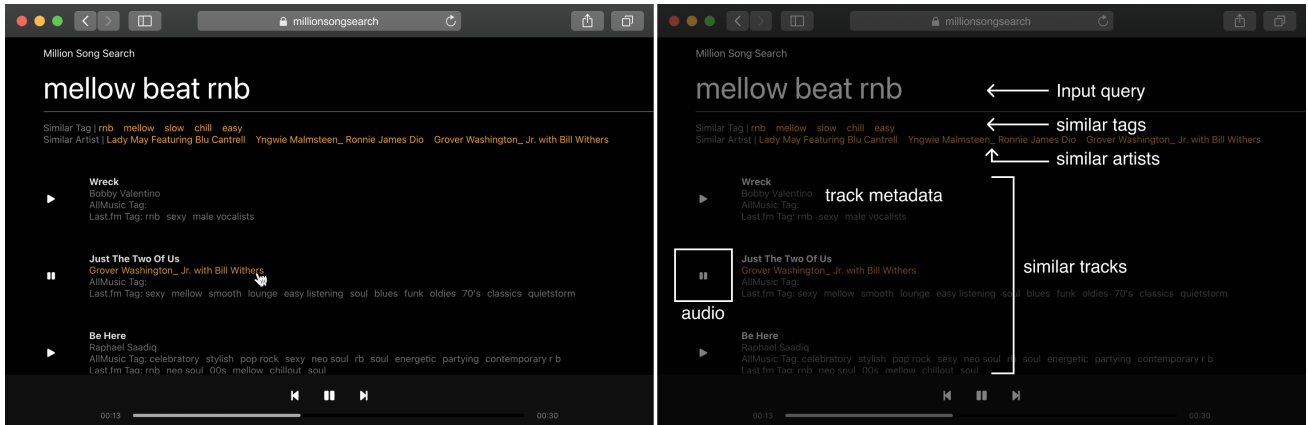 millionsongsearch
Million Song Search
mellow beat rnb
Similar Tag | rnb mellow slow chill easy
Similar Artist | Lady May Featuring Blu Cantrell Yngwie Malmsteen_ Ronnie James Dio Grover Washington_ Jr. with Bill Withers
Wreck
Bobby Valentino
AllMusic Tag:
Last.fm Tag: rnb sexy male vocalists
Just The Two Of Us
Grover Washington_ Jr. with Bill Withers
AllMusic Tag:
Last.fm Tag: sexy mellow smooth lounge easy listening soul blues funk oldies 70's classics quietstorm
Be Here
Raphael Saadiq
AllMusic Tag: celebratory stylish pop rock sexy neo soul rb soul energetic partying contemporary r b
Last.fm Tag: rnb neo soul 00s mellow chillout soul
00:13 00:30
millionsongsearch
Million Song Search
mellow beat rnb
Input query
Similar Tag | rnb mellow slow chill easy
similar tags
Similar Artist | Lady May Featuring Blu Cantrell Yngwie Malmsteen_ Ronnie James Dio Grover Washington_ Jr. with Bill Withers
similar artists
Wreck
Bobby Valentino
track metadata
AllMusic Tag:
Last.fm Tag: rnb sexy male vocalists
Just The Two Of Us
similar tracks
Grover Washington_ Jr. with Bill Withers
AllMusic Tag:
Last.fm Tag: sexy mellow smooth lounge easy listening soul blues funk oldies 70's classics quietstorm
audio
Be Here
Raphael Saadiq
AllMusic Tag: celebratory stylish pop rock sexy neo soul rb soul energetic partying contemporary r b
Last.fm Tag: rnb neo soul 00s mellow chillout soul
00:13 00:30